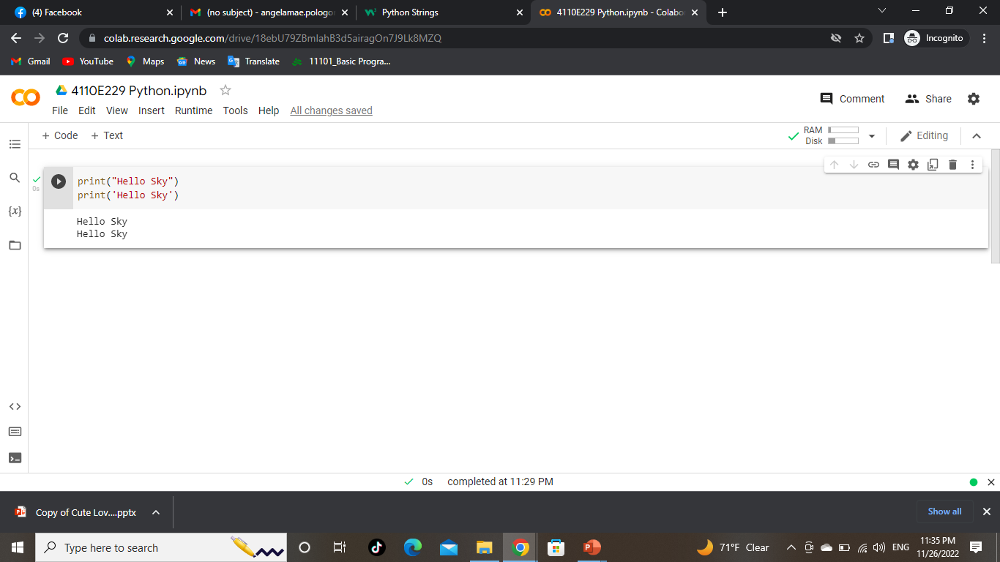 (4) Facebook
(no subject) - angelamae.pologo
Python Strings
4110E229 Python.ipynb - Colabo
colab.research.google.com/drive/18ebU79ZBmlahB3d5airagOn7J9Lk8MZQ
Incognito
Gmail
YouTube
Maps
News
Translate
11101_Basic Progra...
4110E229 Python.ipynb
Comment
Share
File Edit View Insert Runtime Tools Help All changes saved
+ Code + Text
RAM
Disk
Editing
print("Hello Sky")
0s
print('Hello Sky')
{x}
Hello Sky
Hello Sky
0s completed at 11:29 PM
Copy of Cute Lov....pptx
Show all
Type here to search
71°F Clear
ENG
11:35 PM
11/26/2022